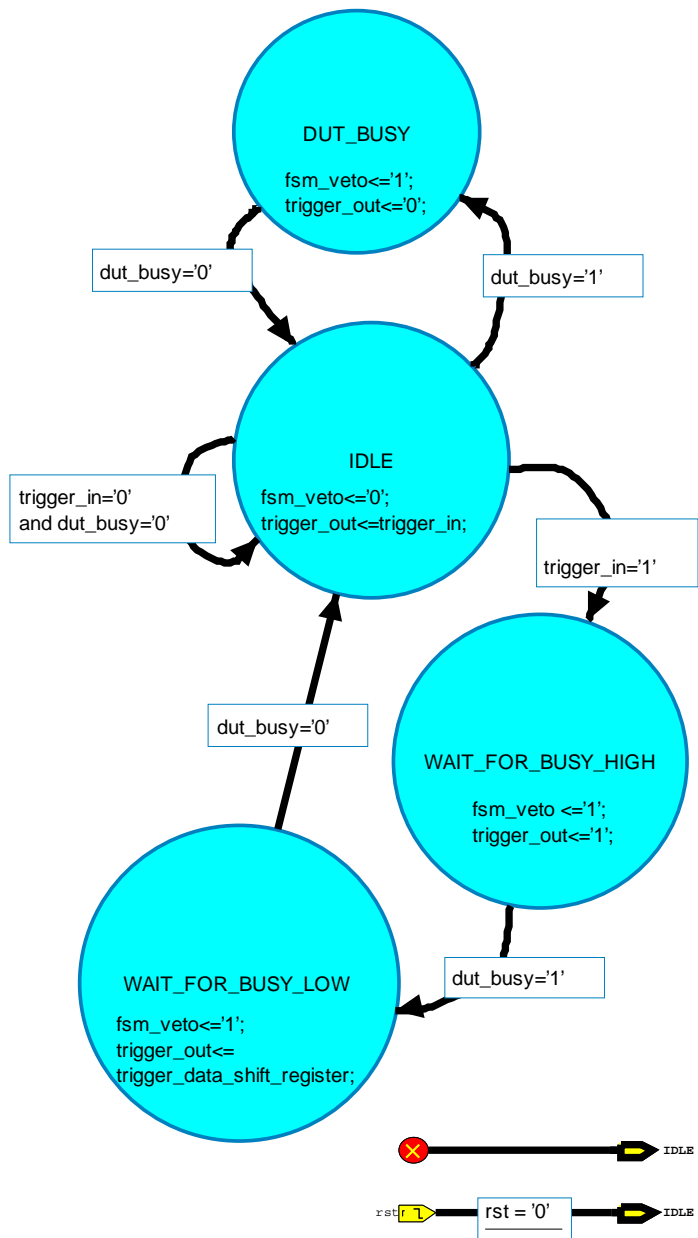 DUT_BUSY
fsm_veto<='1';
trigger_out<='0';
dut_busy='0'
dut_busy='1'
IDLE
fsm_veto<='0';
trigger_out<=trigger_in;
trigger_in='0'
and dut_busy='0'
trigger_in='1'
dut_busy='0'
WAIT_FOR_BUSY_HIGH
fsm_veto <='1';
trigger_out<='1';
dut_busy='1'
WAIT_FOR_BUSY_LOW
fsm_veto<='1';
trigger_out<=
trigger_data_shift_register;
IDLE
rst
rst = '0'
IDLE